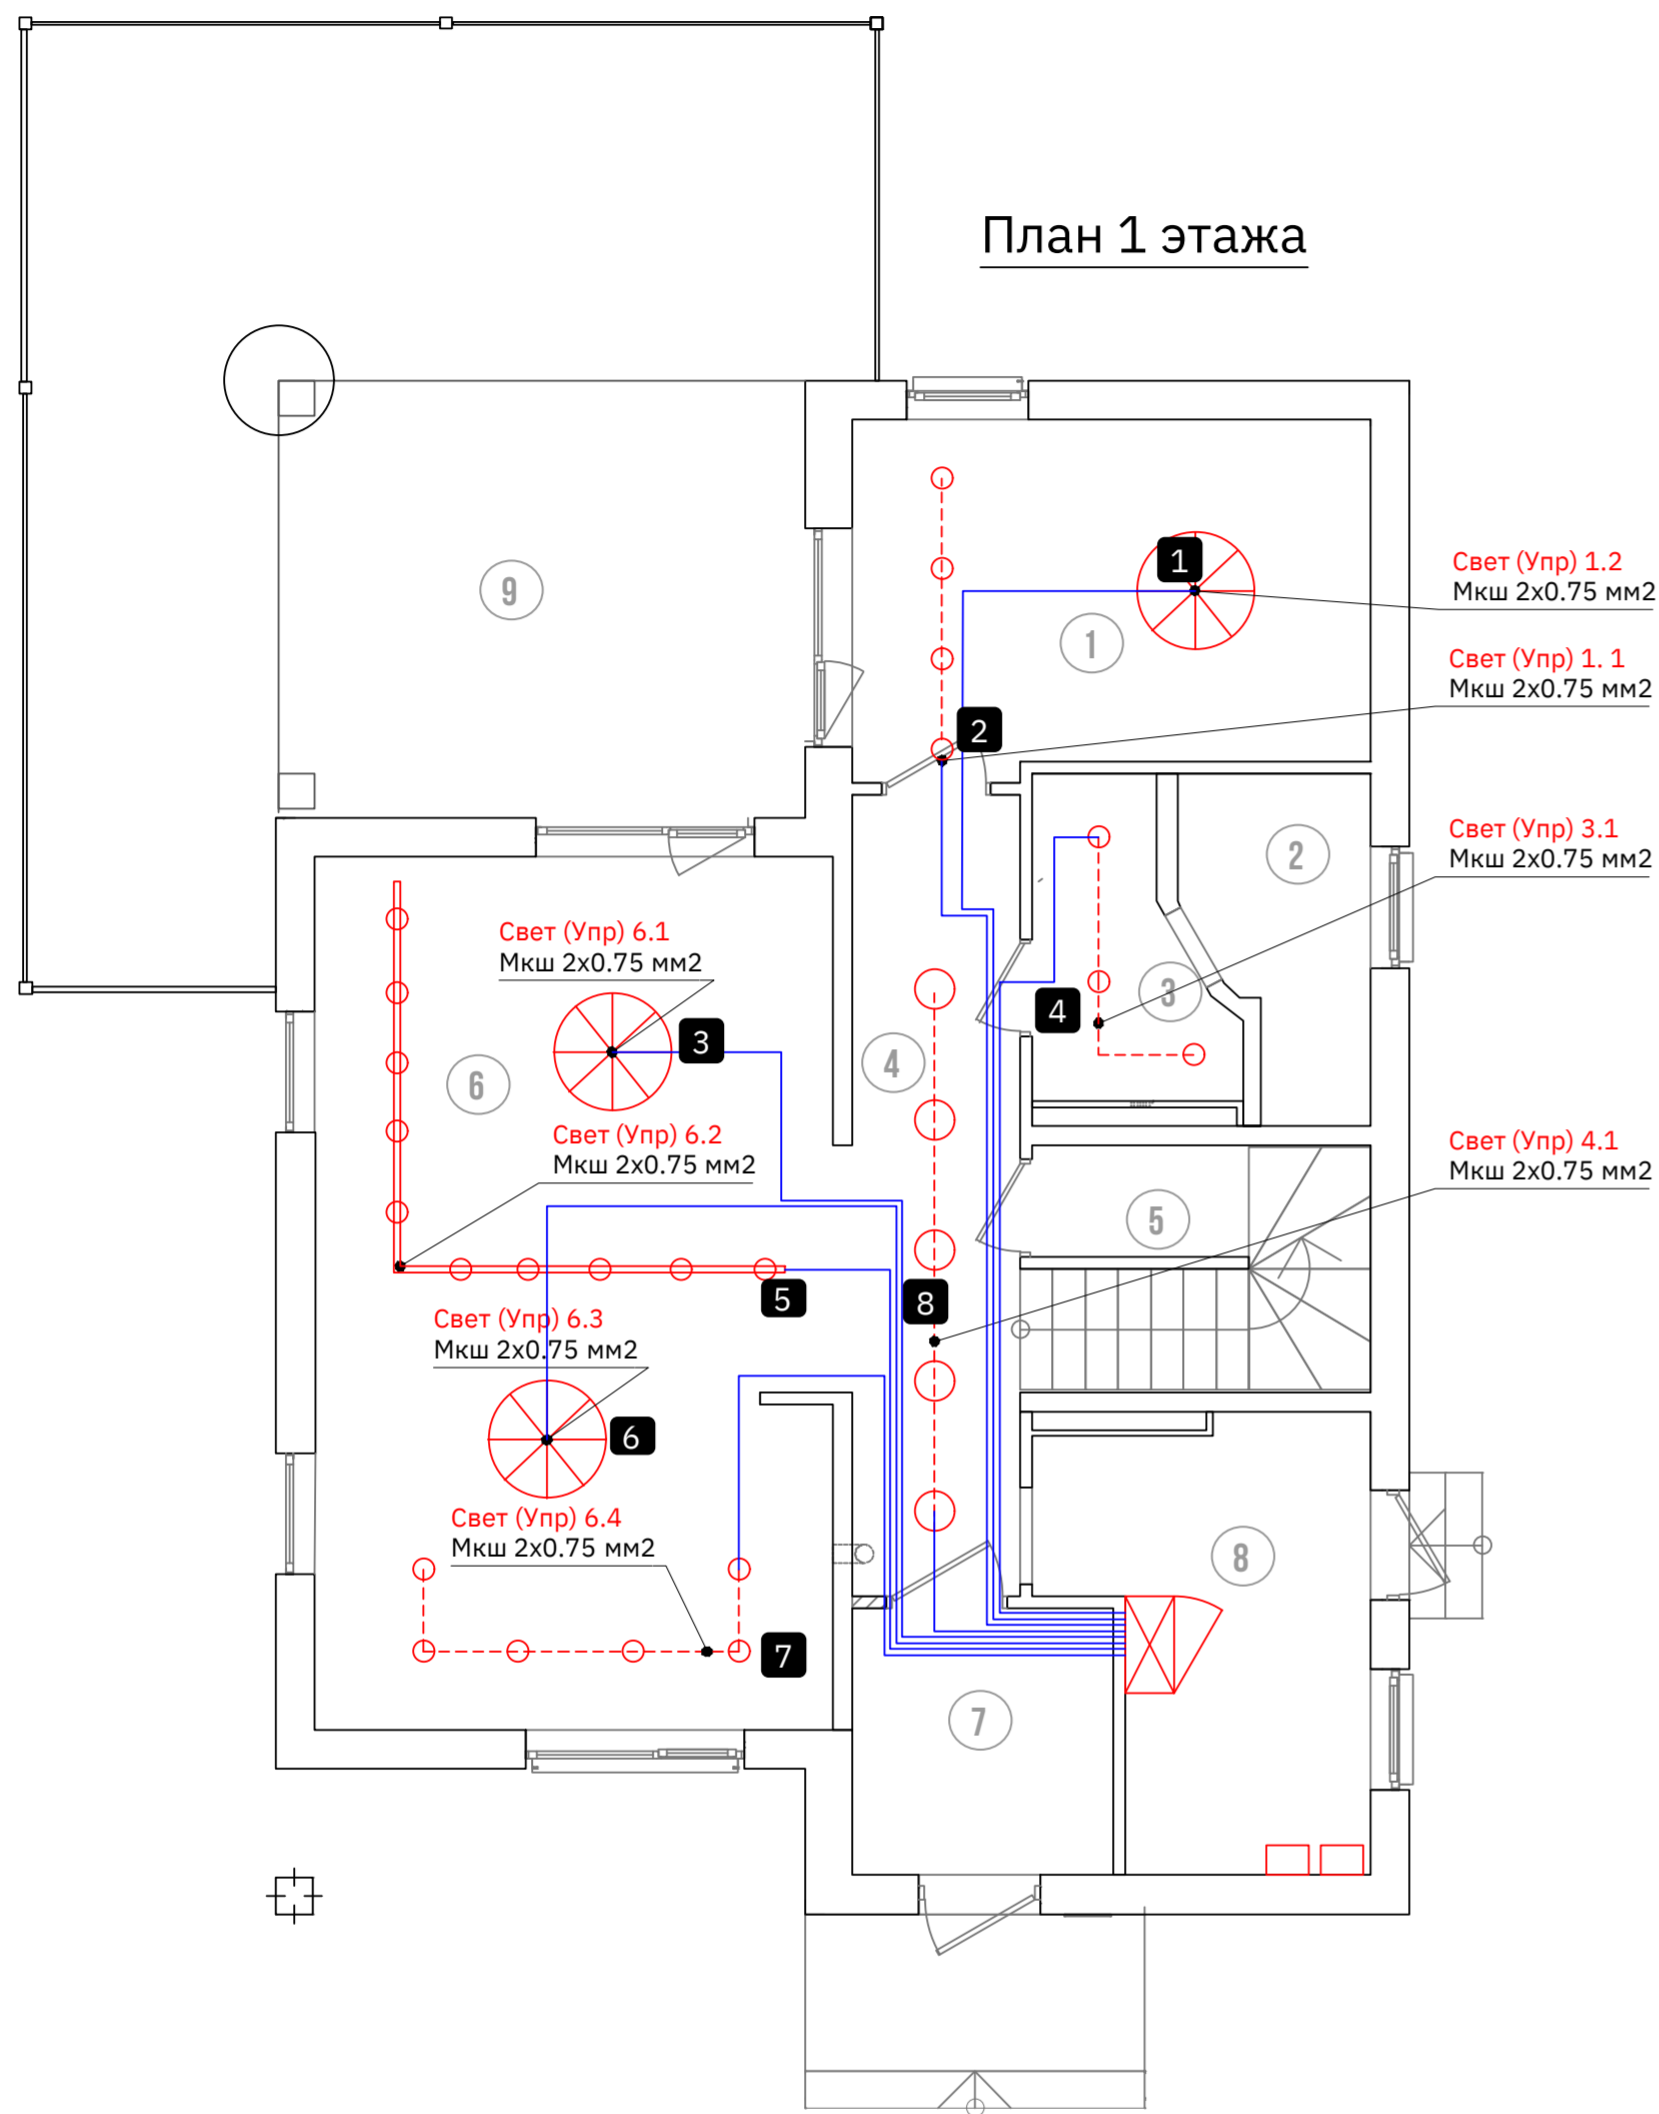 План 1 этажа
1
Свет (Упр) 1.2
Мкш 2х0.75 мм2
9
1
Свет (Упр) 1. 1
Мкш 2х0.75 мм2
2
Свет (Упр) 3.1
Мкш 2х0.75 мм2
2
Свет (Упр) 6.1
Мкш 2х0.75 мм2
3
4
3
6
4
Свет (Упр) 6.2
Мкш 2х0.75 мм2
Свет (Упр) 4.1
Мкш 2х0.75 мм2
5
5
8
Свет (Упр) 6.3
Мкш 2х0.75 мм2
6
Свет (Упр) 6.4
Мкш 2х0.75 мм2
8
7
7